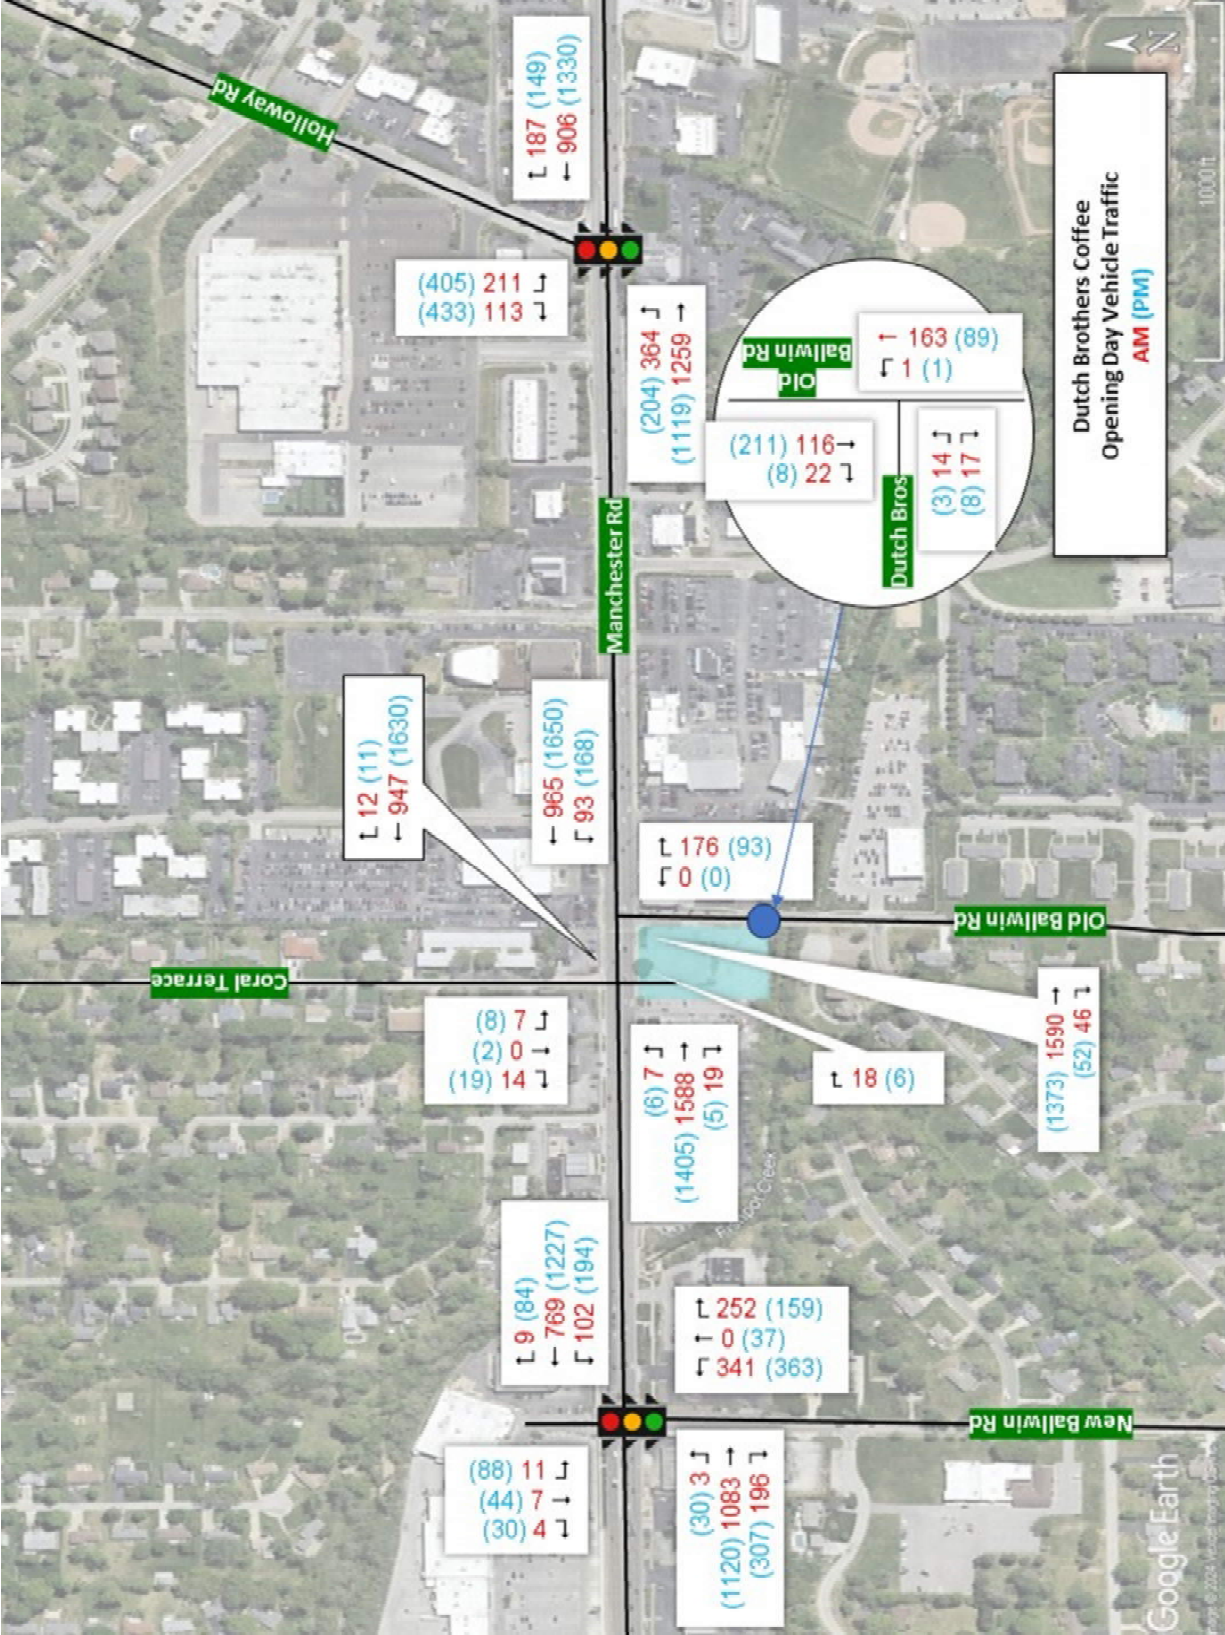 Holloway Rd
↱ 187 (149)
← 906 (1330)
(405) 211 ↰
(433) 113 ↲
(204) 364 ↲
(1119) 1259 →
Old
Ballwin Rd
← 163 (89)
↱ 1 (1)
(211) 116→
(8) 22 ↲
Dutch Bros
(3) 14 ↲
(8) 17 ↴
N
1000ft
Dutch Brothers Coffee
Opening Day Vehicle Traffic
AM (PM)
Manchester Rd
12 (11)
← 947 (1630)
← 965 (1650)
93 (168)
176 (93)
0 (0)
Old Ballwin Rd
Coral Terrace
(8) 7
(2) 0 →
(19) 14
(6) 7
(1405) 1588 →
(5) 19
18 (6)
(1373) 1590 →
(52) 46
9 (84)
← 769 (1227)
102 (194)
252 (159)
← 0 (37)
341 (363)
New Ballwin Rd
(88) 11
(44) 7 →
(30) 4
(30) 3
(1120) 1083 →
(307) 196
Google Earth